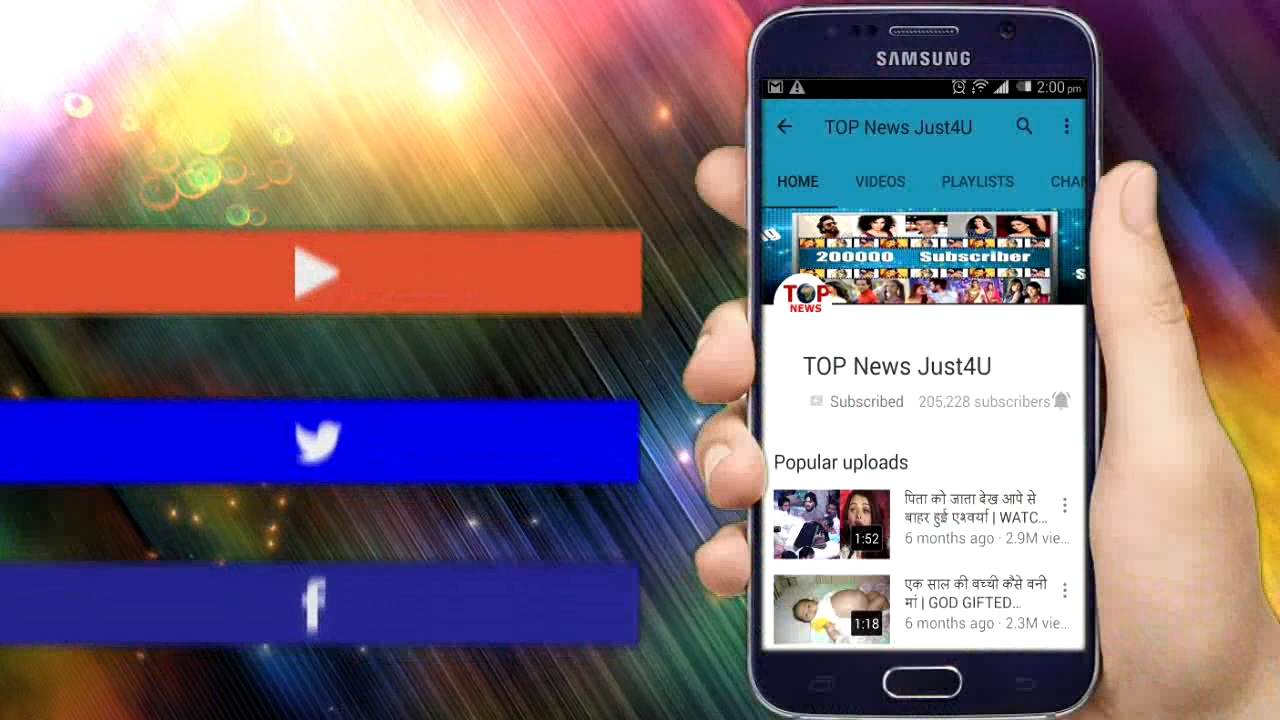 SAMSUNG
2:00 pm
TOP News Just4U
HOME VIDEOS PLAYLISTS CHAN
200000 Subscriber
TOP
NEWS
TOP News Just4U
Subscribed 205,228 subscribers
Popular uploads
पिता को जाता देख आपे से
बाहर हुई एश्वर्या | WATC...
6 months ago · 2.9M vie...
1:52
एक साल की बच्ची कैसे बनी
मां | GOD GIFTED...
6 months ago · 2.3M vie...
1:18